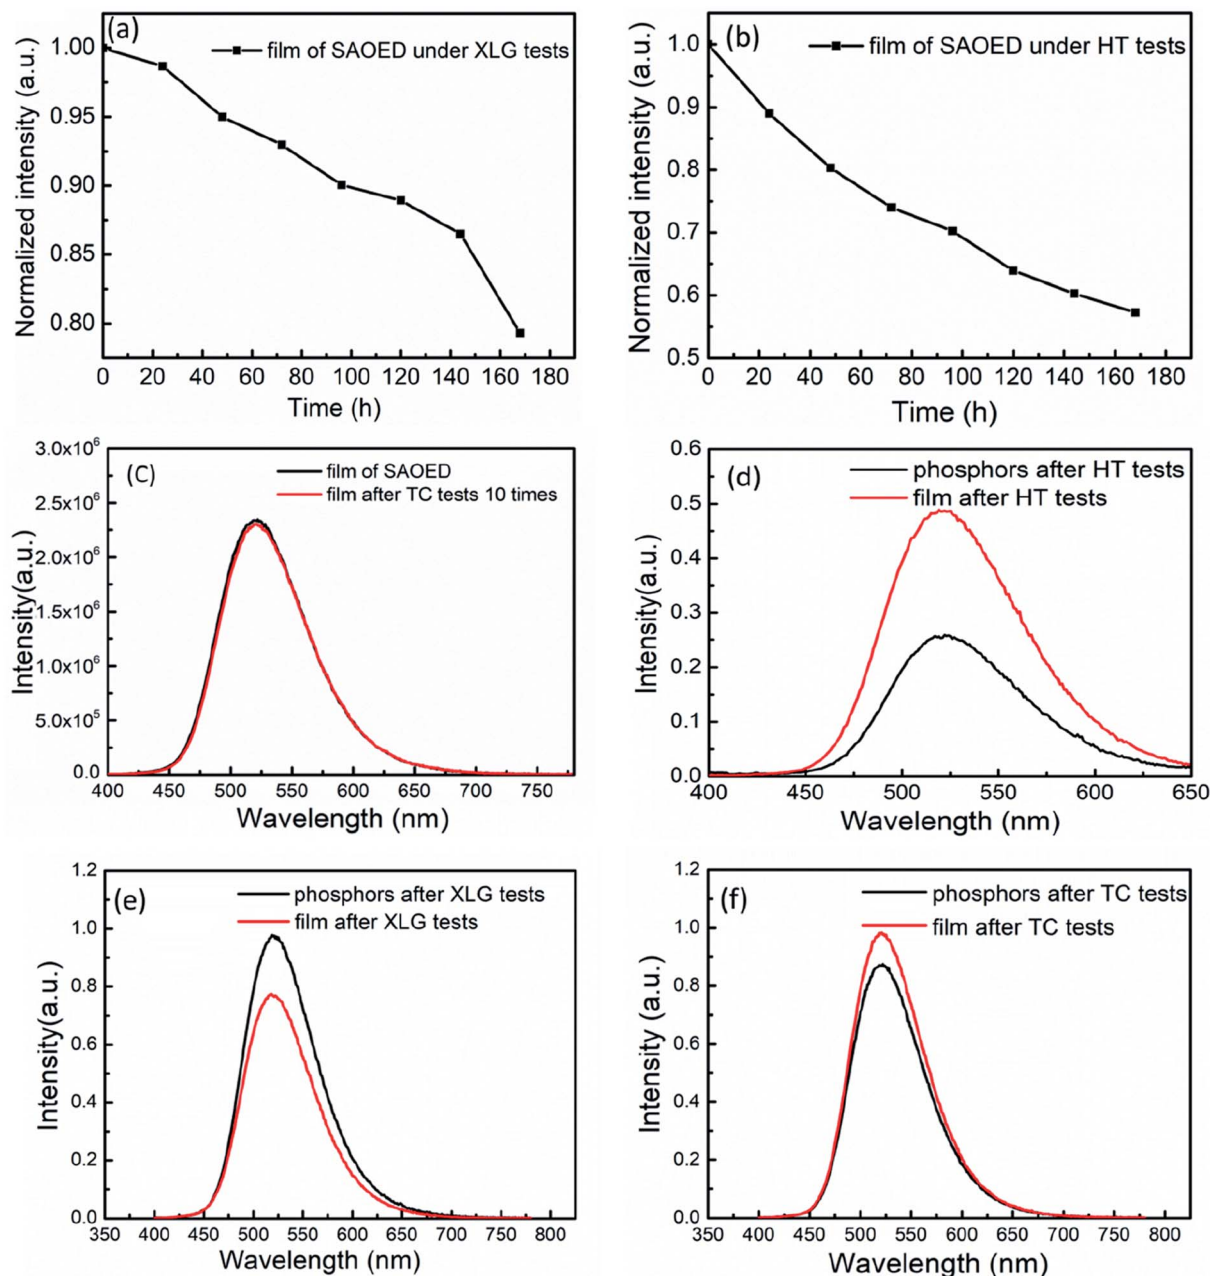 (a)
film of SAOED under XLG tests
1.00
0.95
0.90
0.85
0.80
Normalized intensity (a.u.)
0 20 40 60 80 100 120 140 160 180
Time (h)
(b)
film of SAOED under HT tests
1.0
0.9
0.8
0.7
0.6
0.5
Normalized intensity (a.u.)
0 20 40 60 80 100 120 140 160 180
Time (h)
(c)
film of SAOED
film after TC tests 10 times
3.0x10⁶
2.5x10⁶
2.0x10⁶
1.5x10⁶
1.0x10⁶
5.0x10⁵
0.0
Intensity(a.u.)
400 450 500 550 600 650 700 750
Wavelength (nm)
(d)
phosphors after HT tests
film after HT tests
0.6
0.5
0.4
0.3
0.2
0.1
0.0
Intensity(a.u.)
400 450 500 550 600 650
Wavelength (nm)
(e)
phosphors after XLG tests
film after XLG tests
1.2
1.0
0.8
0.6
0.4
0.2
0.0
Intensity(a.u.)
350 400 450 500 550 600 650 700 750 800
Wavelength (nm)
(f)
phosphors after TC tests
film after TC tests
1.2
1.0
0.8
0.6
0.4
0.2
0.0
Intensity (a.u.)
350 400 450 500 550 600 650 700 750 800
Wavelength (nm)